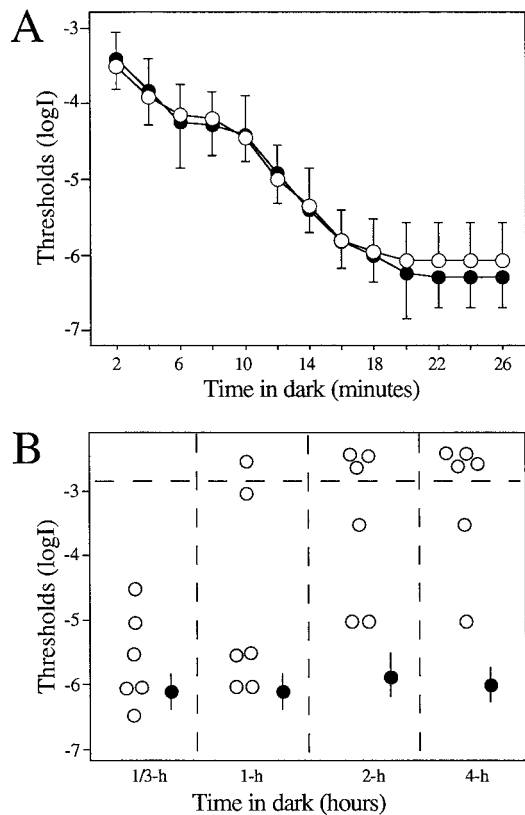 A
Thresholds (logI)
-3
-4
-5
-6
-7
2 6 10 14 18 22 26
Time in dark (minutes)
B
Thresholds (logI)
-3
-4
-5
-6
-7
1/3-h 1-h 2-h 4-h
Time in dark (hours)